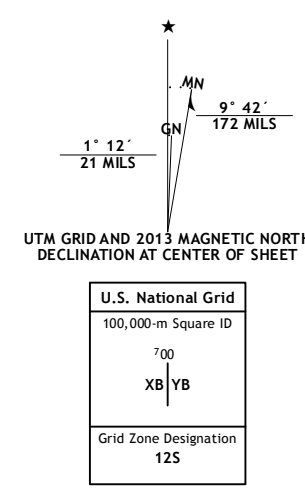 ★
MN
GN
9° 42´
172 MILS
1° 12´
21 MILS
UTM GRID AND 2013 MAGNETIC NORTH
DECLINATION AT CENTER OF SHEET
U.S. National Grid
100,000-m Square ID
⁷00
XB YB
Grid Zone Designation
12S